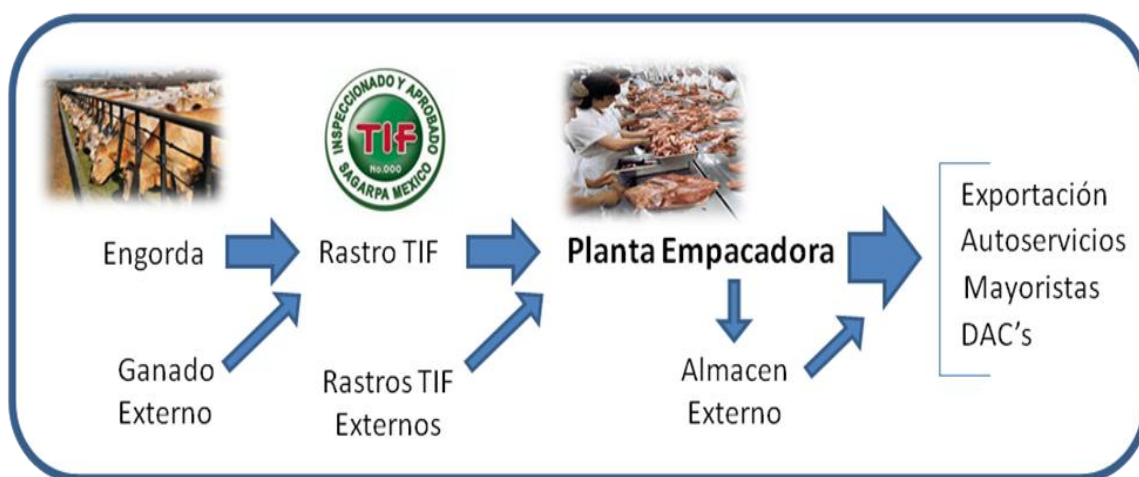 INSPECCIONADO Y APROBADO
TIF
No.000
SAGARPA MEXICO
Engorda
Rastro TIF
Planta Empacadora
Exportación
Autoservicios
Mayoristas
DAC's
Ganado
Externo
Rastros TIF
Externos
Almacen
Externo